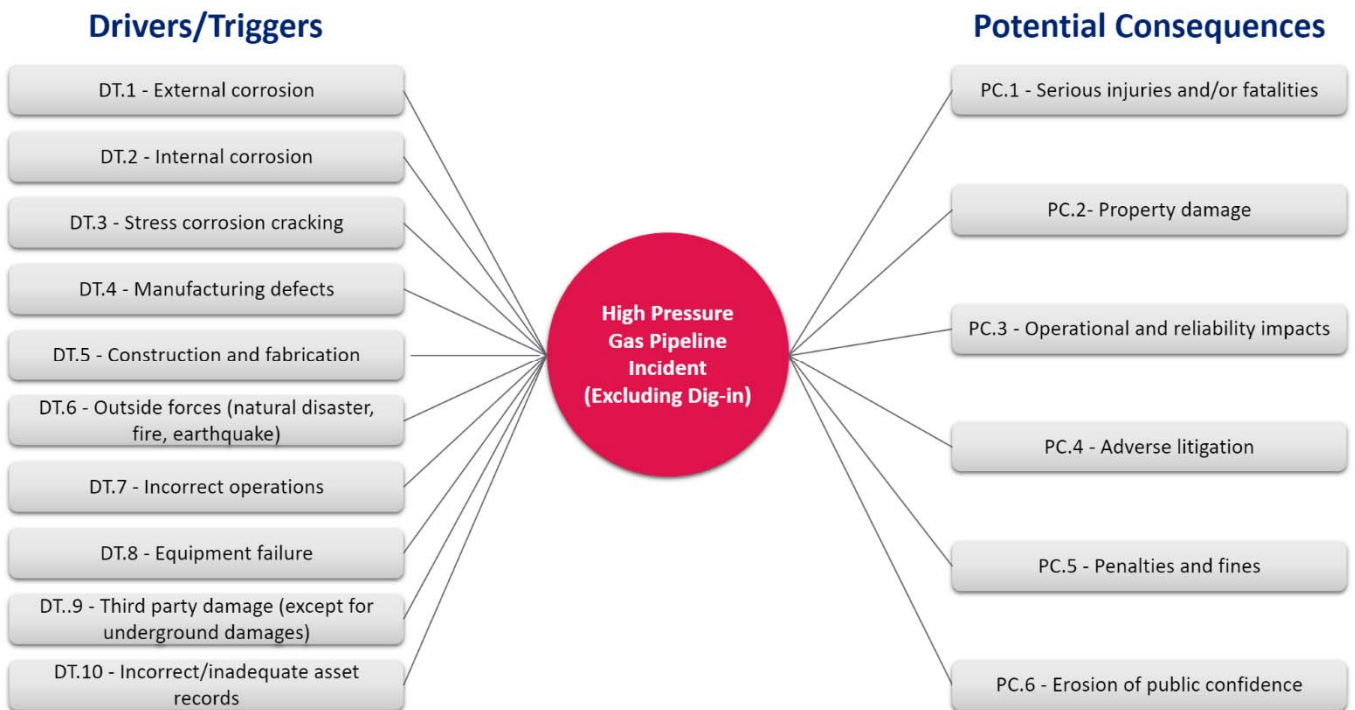 Drivers/Triggers
DT.1 - External corrosion
DT.2 - Internal corrosion
DT.3 - Stress corrosion cracking
DT.4 - Manufacturing defects
DT.5 - Construction and fabrication
DT.6 - Outside forces (natural disaster,
fire, earthquake)
DT.7 - Incorrect operations
DT.8 - Equipment failure
DT..9 - Third party damage (except for
underground damages)
DT.10 - Incorrect/inadequate asset
records
High Pressure
Gas Pipeline
Incident
(Excluding Dig-in)
Potential Consequences
PC.1 - Serious injuries and/or fatalities
PC.2- Property damage
PC.3 - Operational and reliability impacts
PC.4 - Adverse litigation
PC.5 - Penalties and fines
PC.6 - Erosion of public confidence